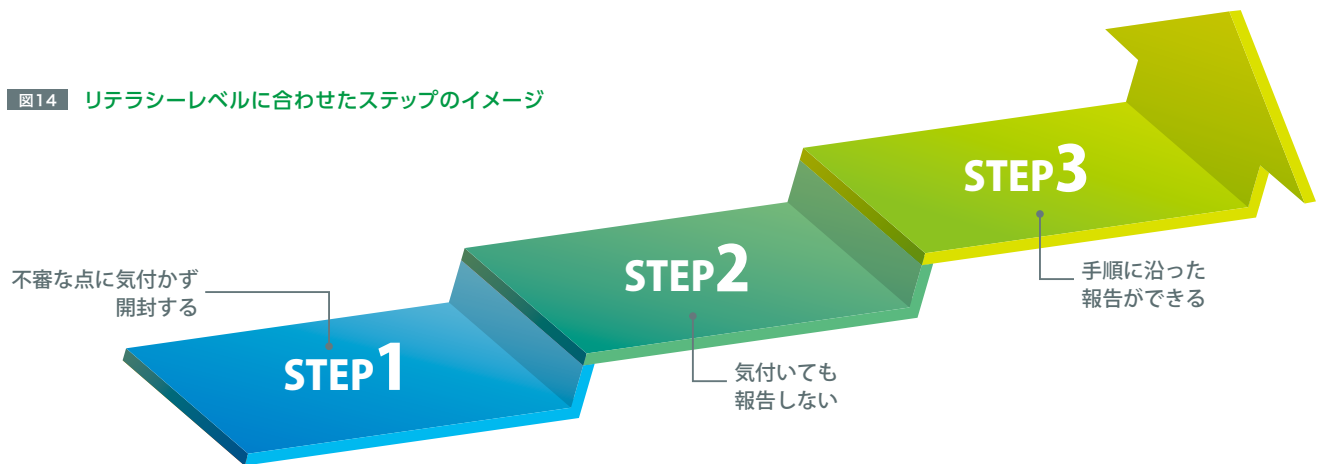 図14 リテラシーレベルに合わせたステップのイメージ
STEP1
不審な点に気付かず
開封する
STEP2
気付いても
報告しない
STEP3
手順に沿った
報告ができる